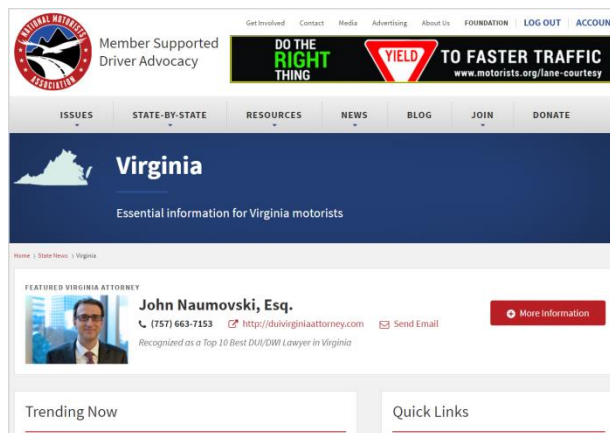 NATIONAL MOTORISTS
ASSOCIATION
Member Supported
Driver Advocacy
Get Involved Contact Media Advertising About Us FOUNDATION LOG OUT ACCOUN
DO THE
RIGHT
THING
YIELD
TO FASTER TRAFFIC
www.motorists.org/lane-courtesy
ISSUES STATE-BY-STATE RESOURCES NEWS BLOG JOIN DONATE
Virginia
Essential information for Virginia motorists
Home > State News > Virginia
FEATURED VIRGINIA ATTORNEY
John Naumovski, Esq.
(757) 663-7153 http://duivirginiaattorney.com Send Email
Recognized as a Top 10 Best DUI/DWI Lawyer in Virginia
More Information
Trending Now
Quick Links